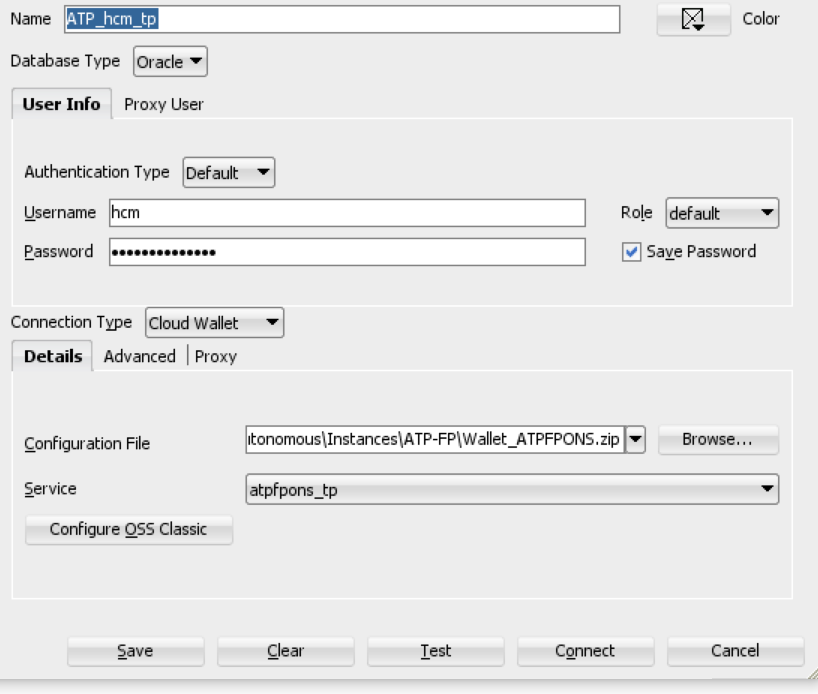 Name ATP_hcm_tp Color
Database Type Oracle
User Info Proxy User
Authentication Type Default
Username hcm Role default
Password •••••••••••••• Save Password
Connection Type Cloud Wallet
Details Advanced Proxy
Configuration File itonomous\Instances\ATP-FP\Wallet_ATPFPONS.zip Browse...
Service atpfpons_tp
Configure OSS Classic
Save Clear Test Connect Cancel